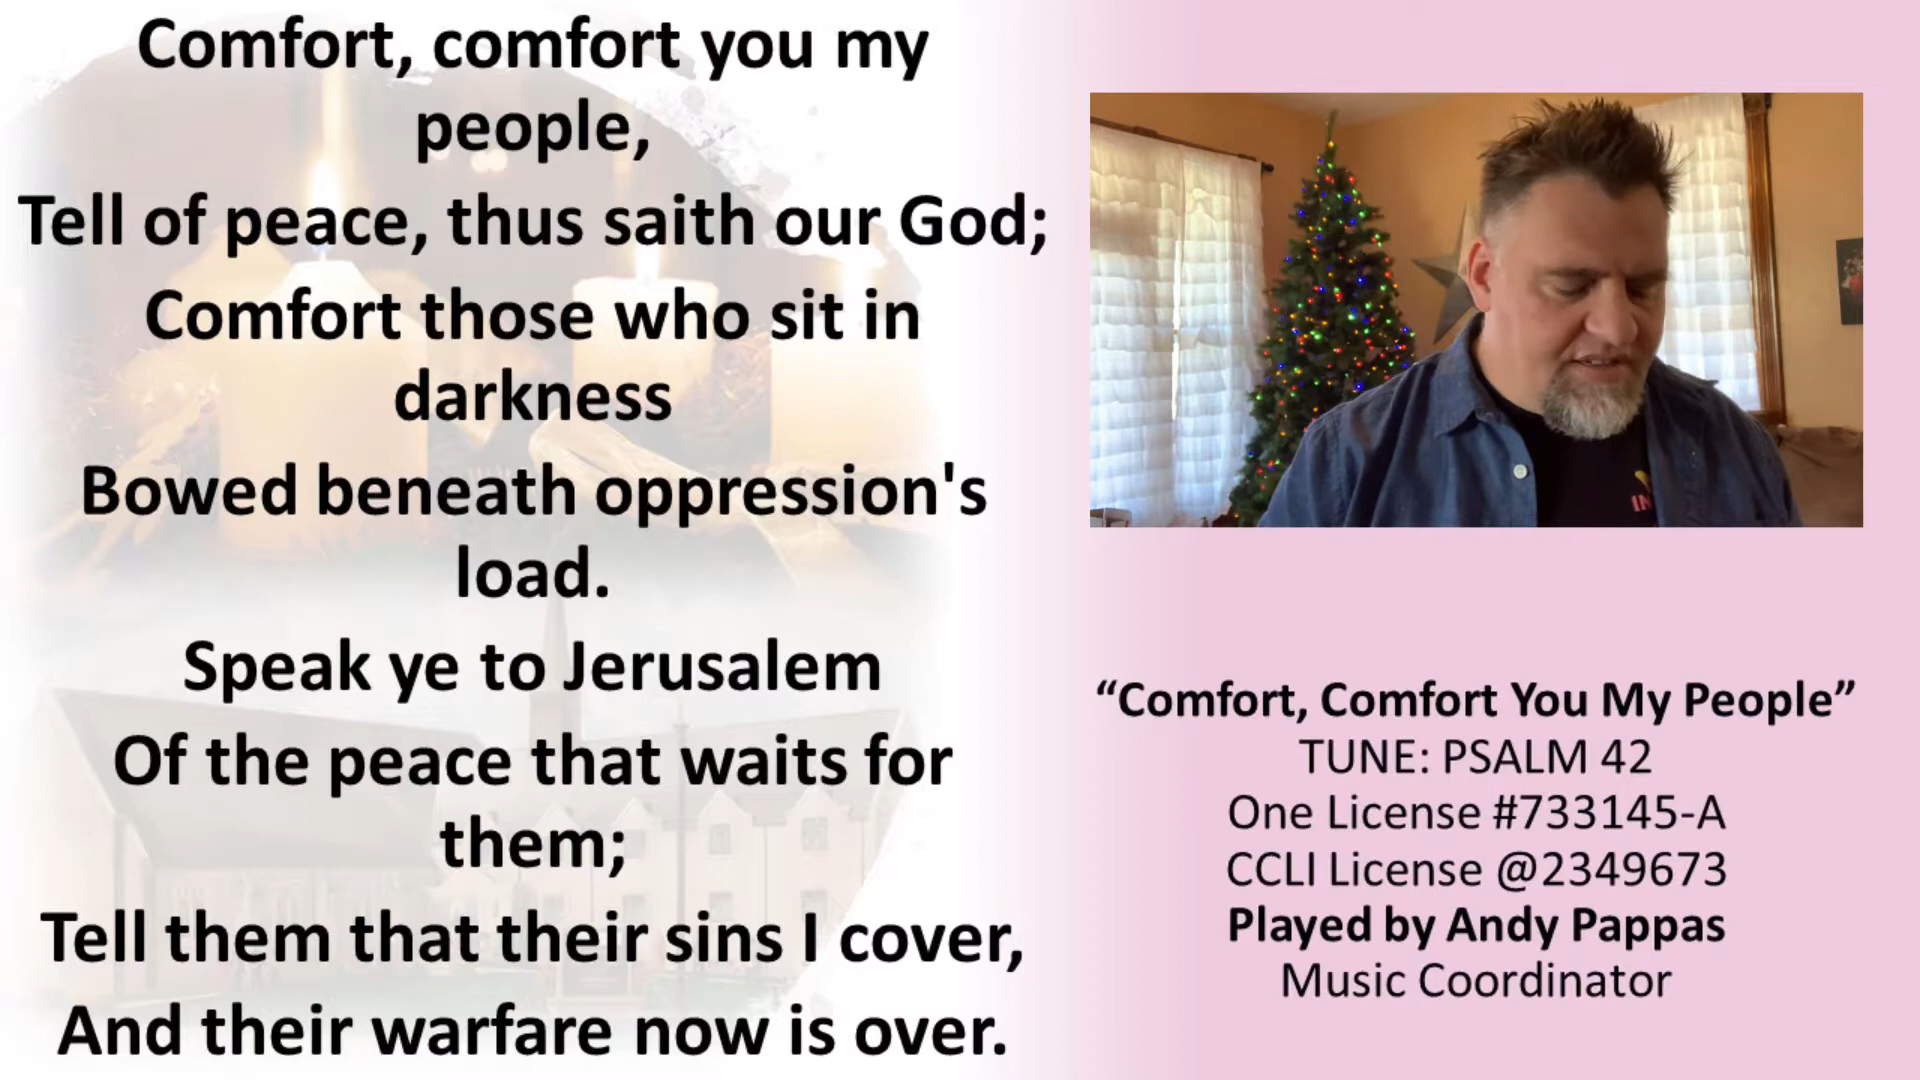 Comfort, comfort you my
people,
Tell of peace, thus saith our God;
Comfort those who sit in
darkness
Bowed beneath oppression's
load.
Speak ye to Jerusalem
Of the peace that waits for
them;
Tell them that their sins I cover,
And their warfare now is over.
“Comfort, Comfort You My People”
TUNE: PSALM 42
One License #733145-A
CCLI License @2349673
Played by Andy Pappas
Music Coordinator